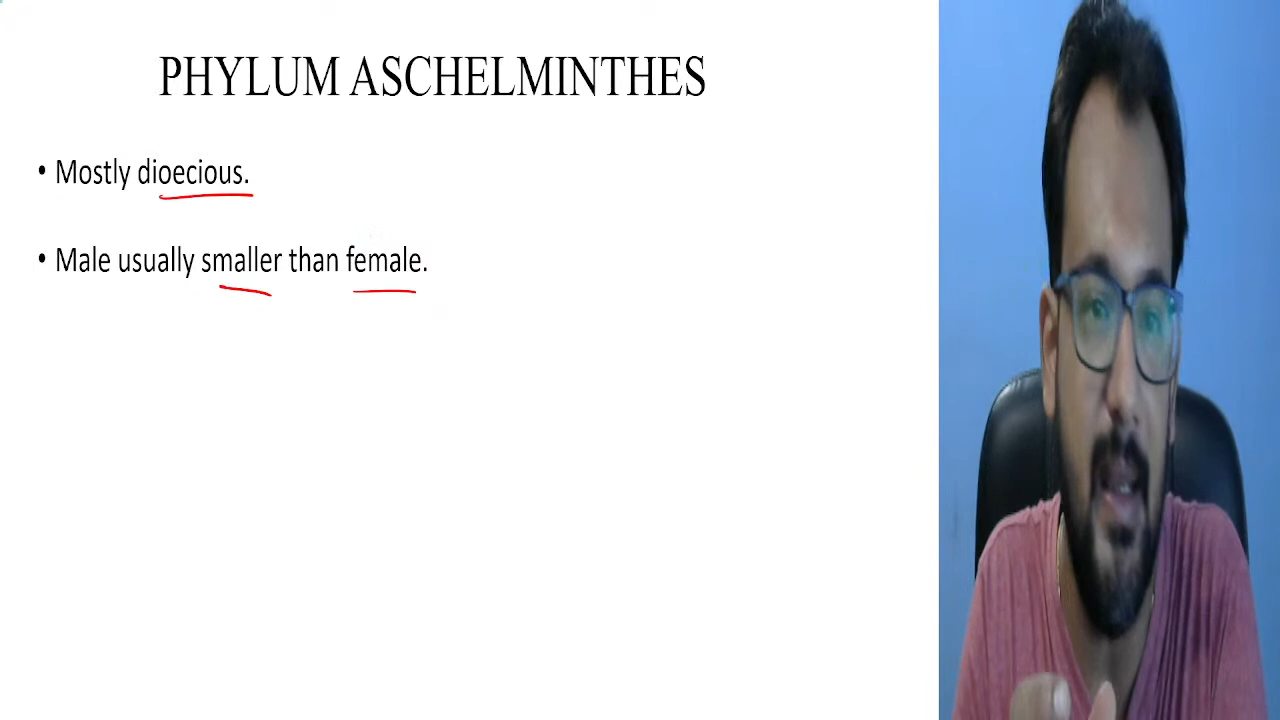 PHYLUM ASCHELMINTHES
• Mostly dioecious.
• Male usually smaller than female.